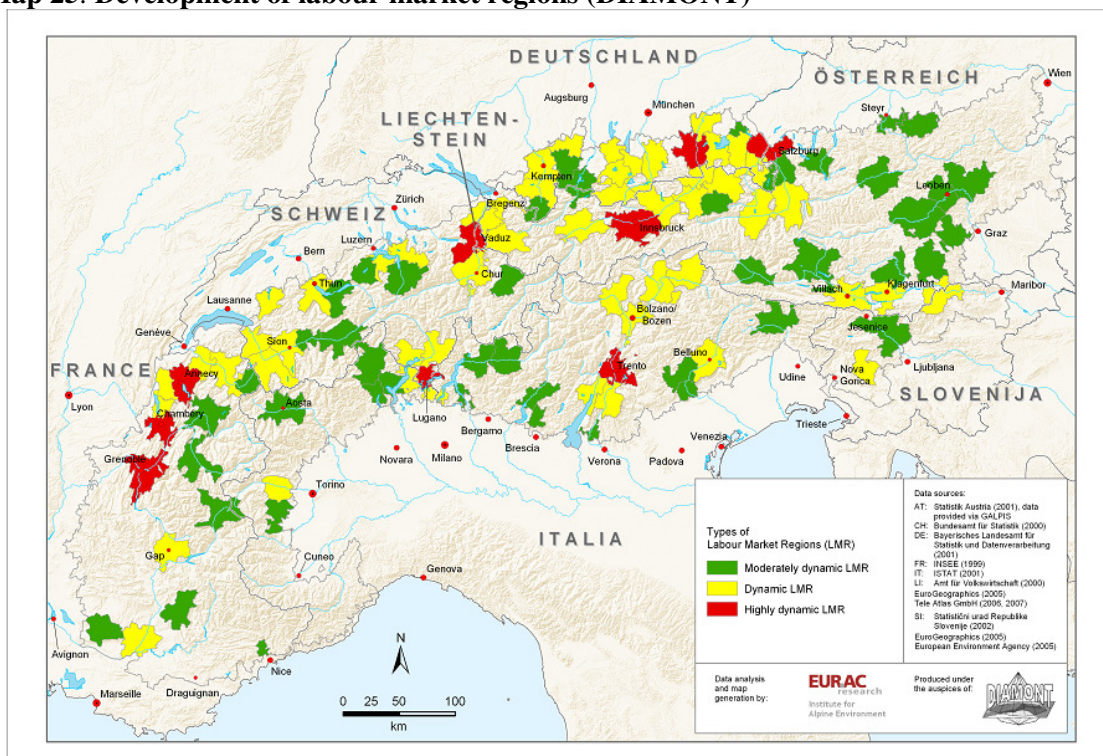 ap 23. Development of labour market regions (DIAMONT)
DEUTSCHLAND
ÖSTERREICH
Wien
Augsburg
München
Steyr
LIECHTEN-
STEIN
Salzburg
Kempten
Leoben
Zürich
Bregenz
SCHWEIZ
Innsbruck
Graz
Luzern
Vaduz
Bern
Chur
Thun
Villach
Klagenfurt
Maribor
Lausanne
Bolzano/
Bozen
Jesenice
Genève
Sion
Belluno
FRANCE
Annecy
Trento
Nova
Gorica
Ljubljana
Udine
SLOVENIJA
Lyon
Aosta
Chambéry
Lugano
Trieste
Bergamo
Venezia
Brescia
Grenoble
Novara
Milano
Verona
Padova
Torino
ITALIA
Gap
Cuneo
Genova
Avignon
Nice
Marseille
Draguignan
N
0 25 50 100
km
Types of
Labour Market Regions (LMR)
Moderately dynamic LMR
Dynamic LMR
Highly dynamic LMR
Data sources:
AT: Statistik Austria (2001), data
provided via GALPIS
CH: Bundesamt für Statistik (2000)
DE: Bayerisches Landesamt für
Statistik und Datenverarbeitung
(2001)
FR: INSEE (1999)
IT: ISTAT (2001)
LI: Amt für Volkswirtschaft (2000)
EuroGeographics (2005)
Tele Atlas GmbH (2006, 2007)
SI: Statistični urad Republike
Slovenije (2002)
EuroGeographics (2005)
European Environment Agency (2005)
Data analysis
and map
generation by:
EURAC
research
Institute for
Alpine Environment
Produced under
the auspices of:
DIAMONT